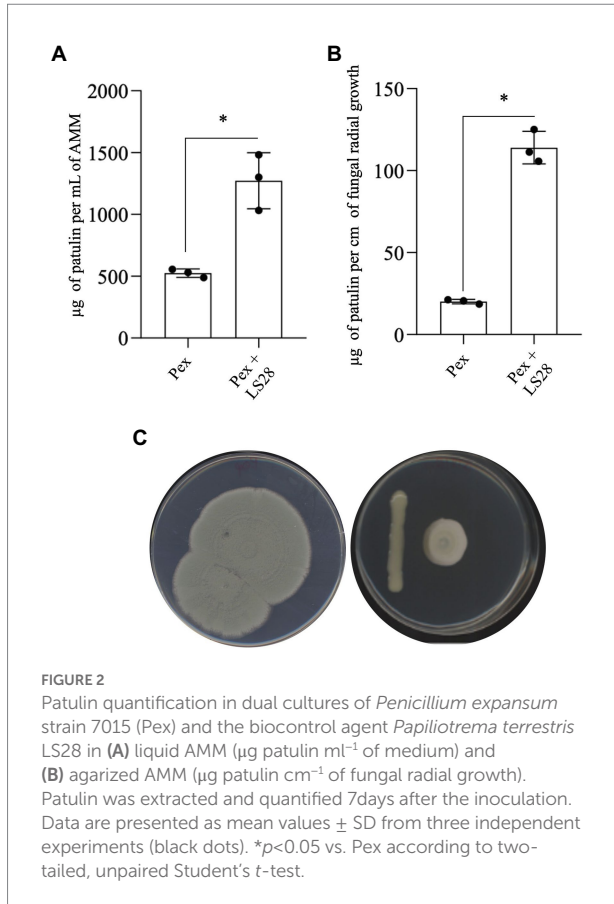 A
B
μg of patulin per mL of AMM
2000
1500
1000
500
0
*
Pex
Pex +
LS28
μg of patulin per cm of fungal radial growth
150
100
50
0
*
Pex
Pex +
LS28
C
FIGURE 2
Patulin quantification in dual cultures of Penicillium expansum
strain 7015 (Pex) and the biocontrol agent Papiliotrema terrestris
LS28 in (A) liquid AMM (μg patulin ml⁻¹ of medium) and
(B) agarized AMM (μg patulin cm⁻¹ of fungal radial growth).
Patulin was extracted and quantified 7days after the inoculation.
Data are presented as mean values ± SD from three independent
experiments (black dots). *p<0.05 vs. Pex according to two-
tailed, unpaired Student's t-test.